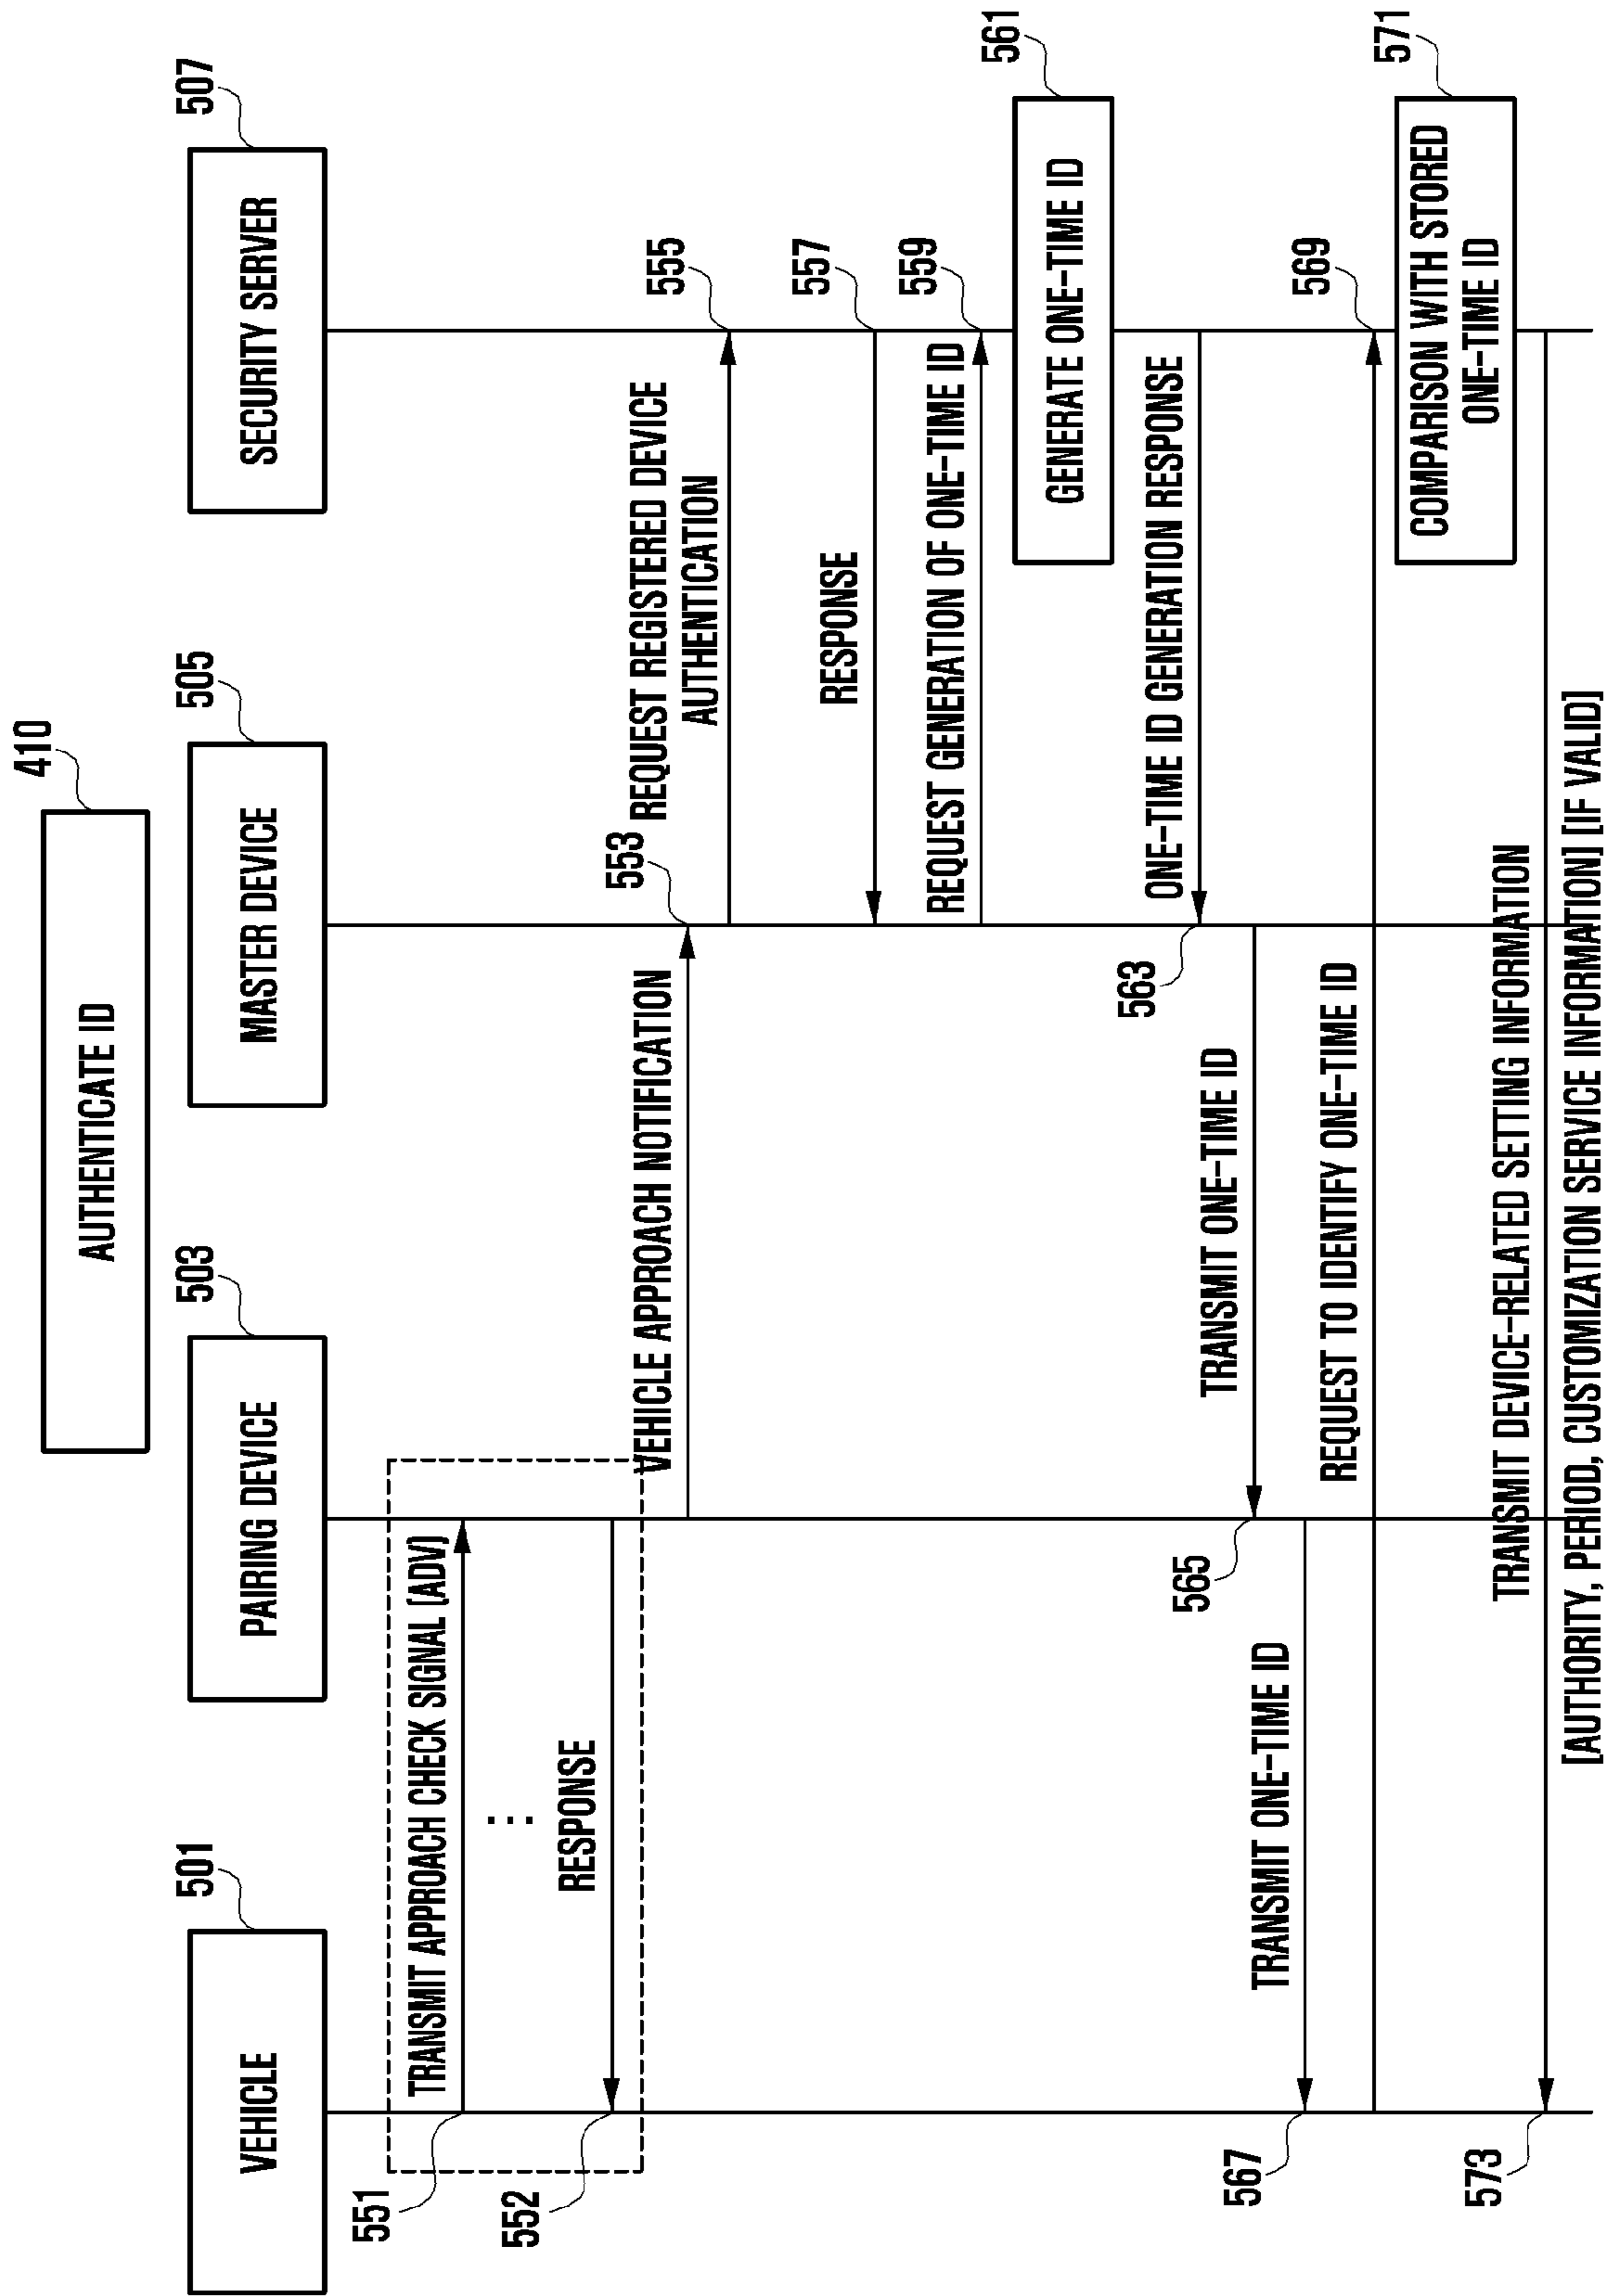 410
AUTHENTICATE ID
501
503
505
507
VEHICLE
PAIRING DEVICE
MASTER DEVICE
SECURITY SERVER
551
TRANSMIT APPROACH CHECK SIGNAL (ADV)
...
RESPONSE
552
VEHICLE APPROACH NOTIFICATION
553
REQUEST REGISTERED DEVICE
AUTHENTICATION
555
RESPONSE
557
REQUEST GENERATION OF ONE-TIME ID
559
GENERATE ONE-TIME ID
561
ONE-TIME ID GENERATION RESPONSE
563
TRANSMIT ONE-TIME ID
565
TRANSMIT ONE-TIME ID
567
REQUEST TO IDENTIFY ONE-TIME ID
569
COMPARISON WITH STORED
ONE-TIME ID
571
TRANSMIT DEVICE-RELATED SETTING INFORMATION
573
[AUTHORITY, PERIOD, CUSTOMIZATION SERVICE INFORMATION] [IF VALID]